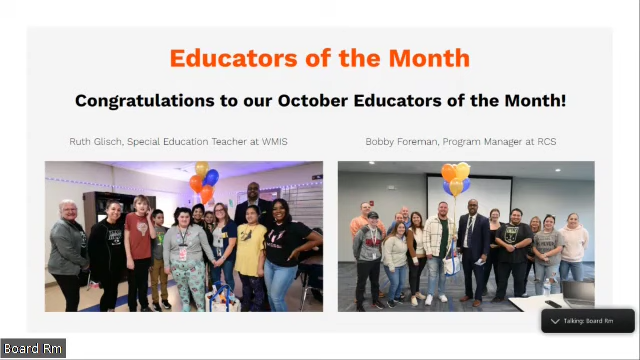 Educators of the Month
Congratulations to our October Educators of the Month!
Ruth Glisch, Special Education Teacher at WMIS
Bobby Foreman, Program Manager at RCS
Talking: Board Rm
Board Rm